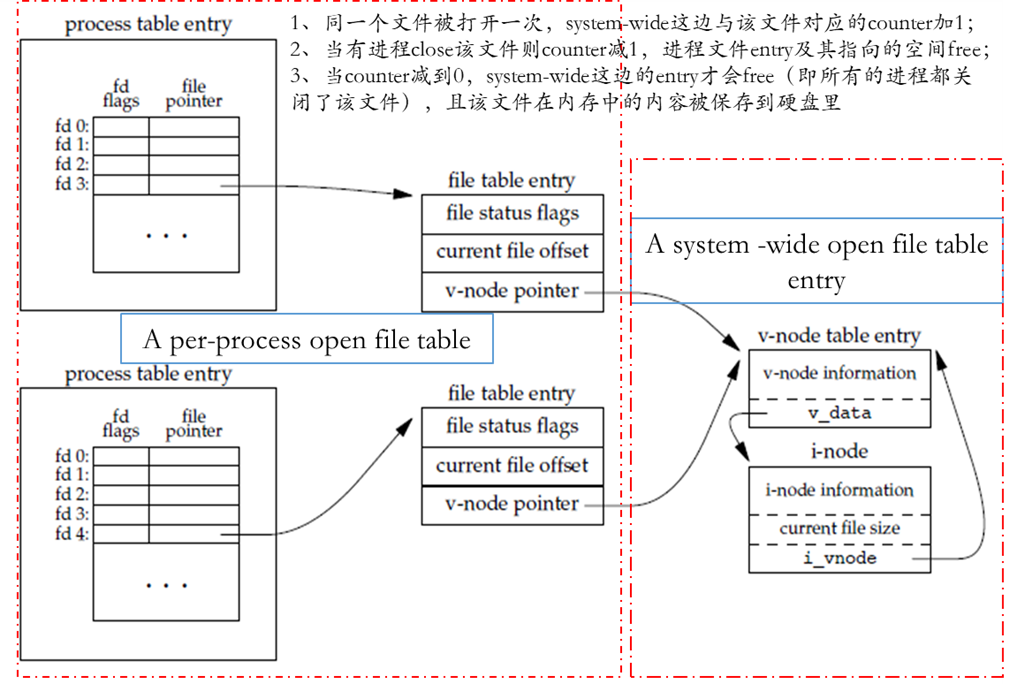 process table entry
1、同一个文件被打开一次，system-wide这边与该文件对应的counter加1；
2、当有进程close该文件则counter减1，进程文件entry及其指向的空间free；
3、当counter减到0，system-wide这边的entry才会free（即所有的进程都关
闭了该文件），且该文件在内存中的内容被保存到硬盘里
fd flags
file pointer
fd 0:
fd 1:
fd 2:
fd 3:
. . .
file table entry
file status flags
current file offset
v-node pointer
A system -wide open file table
entry
A per-process open file table
v-node table entry
v-node information
v_data
i-node
i-node information
current file size
i_vnode
process table entry
fd flags
file pointer
fd 0:
fd 1:
fd 2:
fd 3:
fd 4:
. . .
file table entry
file status flags
current file offset
v-node pointer